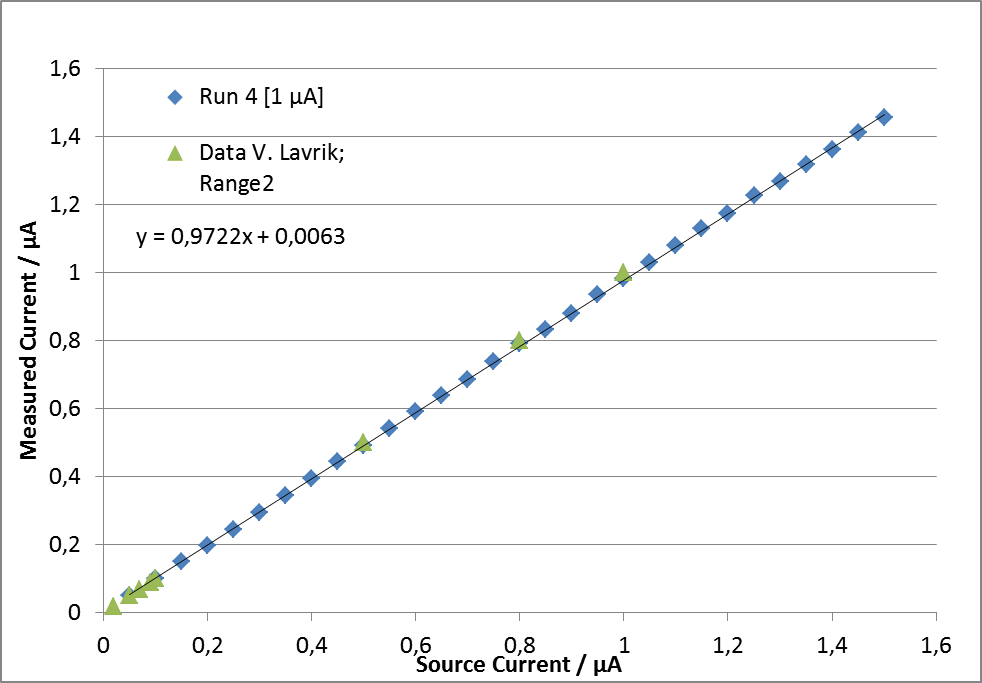 Run 4 [1 µA]
Data V. Lavrik;
Range2
y = 0,9722x + 0,0063
Measured Current / µA
1,6
1,4
1,2
1
0,8
0,6
0,4
0,2
0
0 0,2 0,4 0,6 0,8 1 1,2 1,4 1,6
Source Current / µA